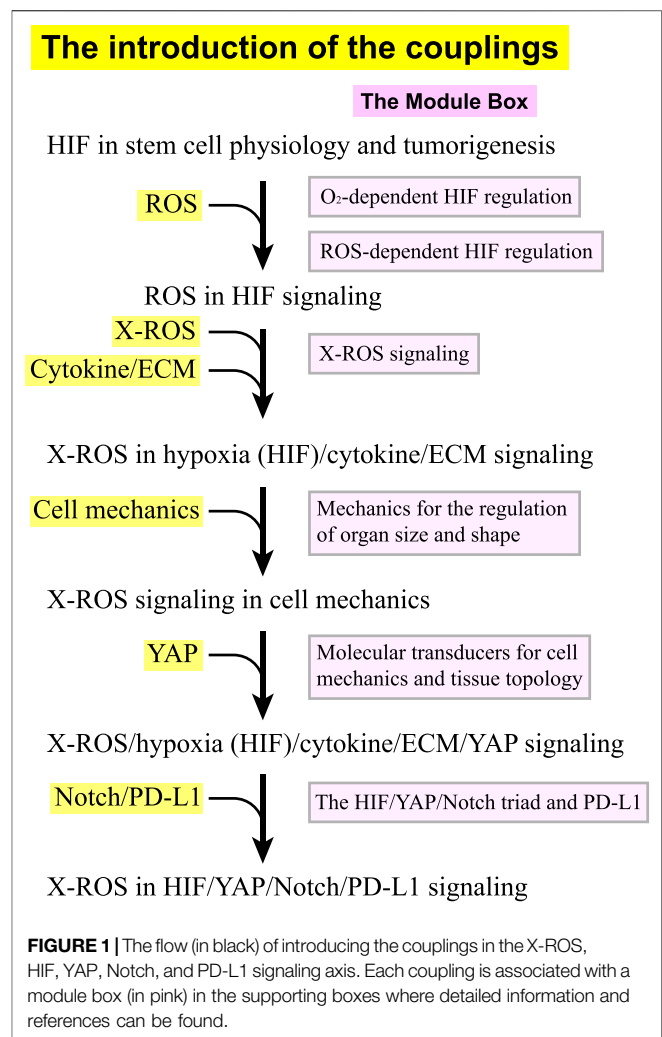 The introduction of the couplings
The Module Box
HIF in stem cell physiology and tumorigenesis
ROS
O₂-dependent HIF regulation
ROS-dependent HIF regulation
ROS in HIF signaling
X-ROS
Cytokine/ECM
X-ROS signaling
X-ROS in hypoxia (HIF)/cytokine/ECM signaling
Cell mechanics
Mechanics for the regulation
of organ size and shape
X-ROS signaling in cell mechanics
YAP
Molecular transducers for cell
mechanics and tissue topology
X-ROS/hypoxia (HIF)/cytokine/ECM/YAP signaling
Notch/PD-L1
The HIF/YAP/Notch triad and PD-L1
X-ROS in HIF/YAP/Notch/PD-L1 signaling
FIGURE 1 | The flow (in black) of introducing the couplings in the X-ROS,
HIF, YAP, Notch, and PD-L1 signaling axis. Each coupling is associated with a
module box (in pink) in the supporting boxes where detailed information and
references can be found.